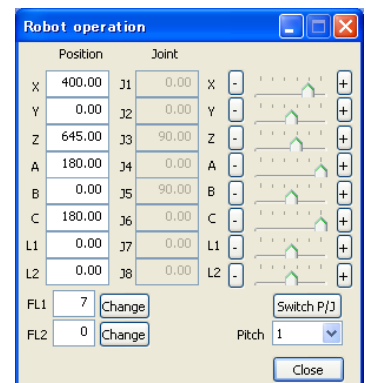 Robot operation
Position Joint
X 400.00 J1 0.00 X - +
Y 0.00 J2 0.00 Y - +
Z 645.00 J3 90.00 Z - +
A 180.00 J4 0.00 A - +
B 0.00 J5 90.00 B - +
C 180.00 J6 0.00 C - +
L1 0.00 J7 0.00 L1 - +
L2 0.00 J8 0.00 L2 - +
FL1 7 Change Switch P/J
FL2 0 Change Pitch 1
Close